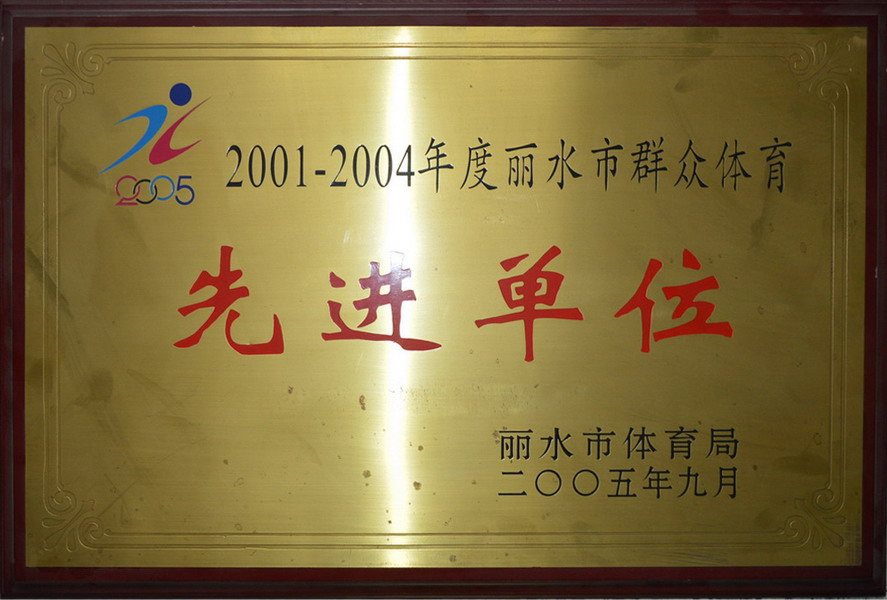 2005
2001-2004年度丽水市群众体育
先进单位
丽水市体育局
二〇〇五年九月